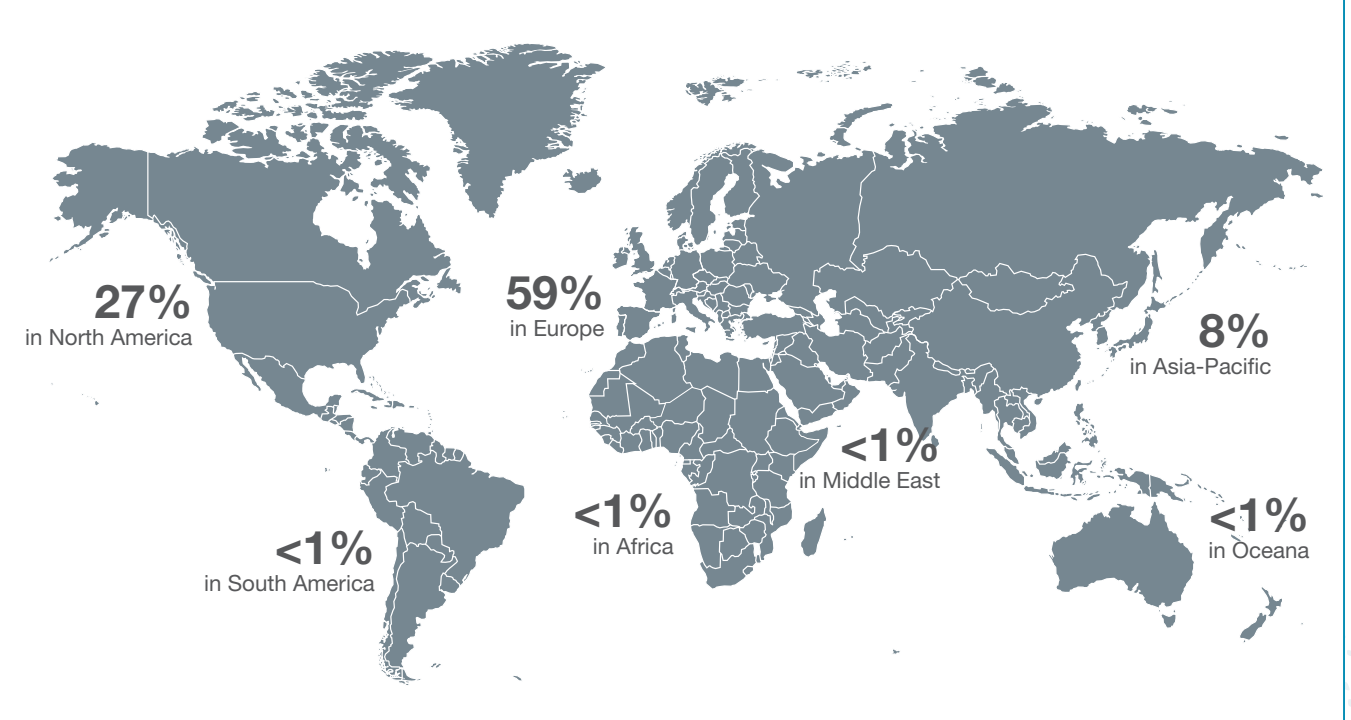 27%
in North America
59%
in Europe
8%
in Asia-Pacific
<1%
in Middle East
<1%
in Africa
<1%
in Oceana
<1%
in South America